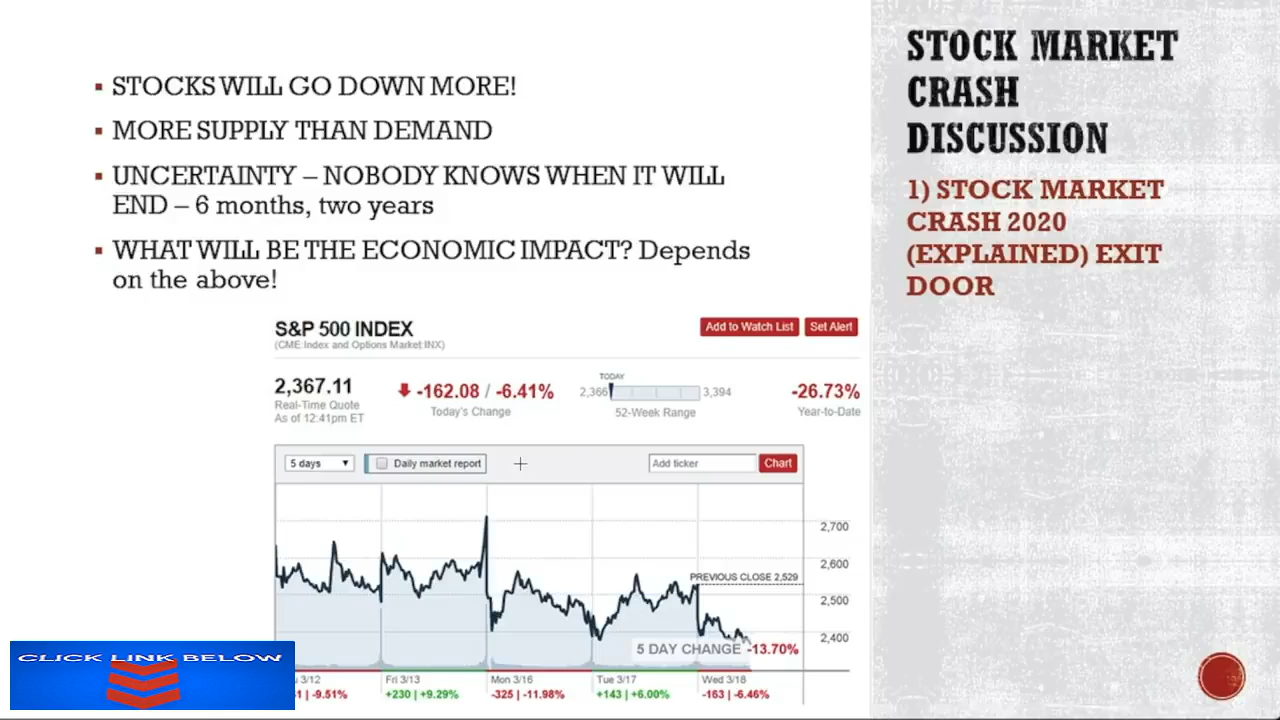 STOCKS WILL GO DOWN MORE!
MORE SUPPLY THAN DEMAND
UNCERTAINTY – NOBODY KNOWS WHEN IT WILL
END – 6 months, two years
WHAT WILL BE THE ECONOMIC IMPACT? Depends
on the above!
STOCK MARKET
CRASH
DISCUSSION
1) STOCK MARKET
CRASH 2020
(EXPLAINED) EXIT
DOOR
S&P 500 INDEX
(CME:Index and Options Market:INX)
Add to Watch List
Set Alert
2,367.11
Real-Time Quote
As of 12:41pm ET
-162.08 / -6.41%
Today's Change
TODAY
2,366
3,394
52-Week Range
-26.73%
Year-to-Date
5 days
Daily market report
Add ticker
Chart
2,700
2,600
2,500
2,400
PREVIOUS CLOSE 2,529
5 DAY CHANGE -13.70%
3/12
Fri 3/13
Mon 3/16
Tue 3/17
Wed 3/18
| -9.51%
+230 | +9.29%
-325 | -11.98%
+143 | +6.00%
-163 | -6.46%
CLICK LINK BELOW